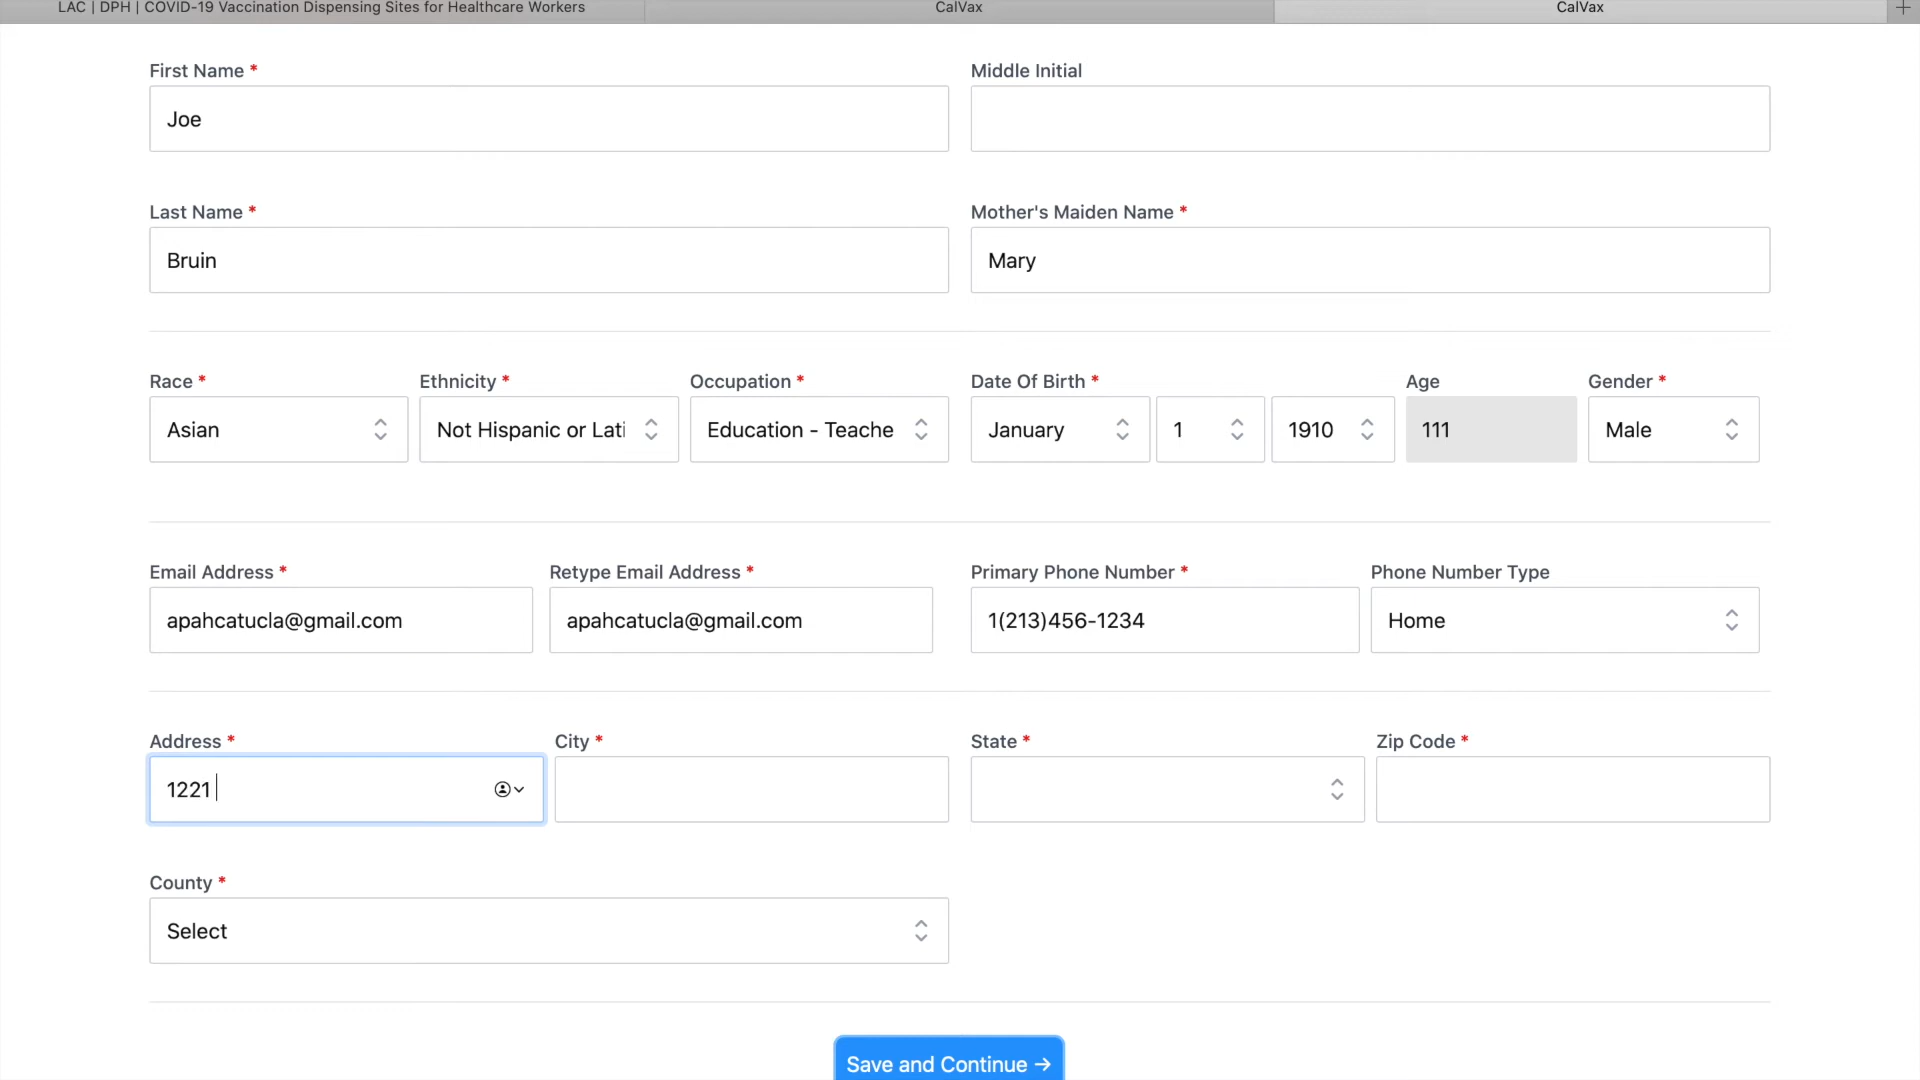 LAC | DPH | COVID-19 Vaccination Dispensing Sites for Healthcare Workers CalVax CalVax
First Name * Middle Initial
Joe
Last Name * Mother's Maiden Name *
Bruin Mary
Race * Ethnicity * Occupation * Date Of Birth * Age Gender *
Asian Not Hispanic or Lati Education - Teache January 1 1910 111 Male
Email Address * Retype Email Address * Primary Phone Number * Phone Number Type
apahcatucla@gmail.com apahcatucla@gmail.com 1(213)456-1234 Home
Address * City * State * Zip Code *
1221
County *
Select
Save and Continue →